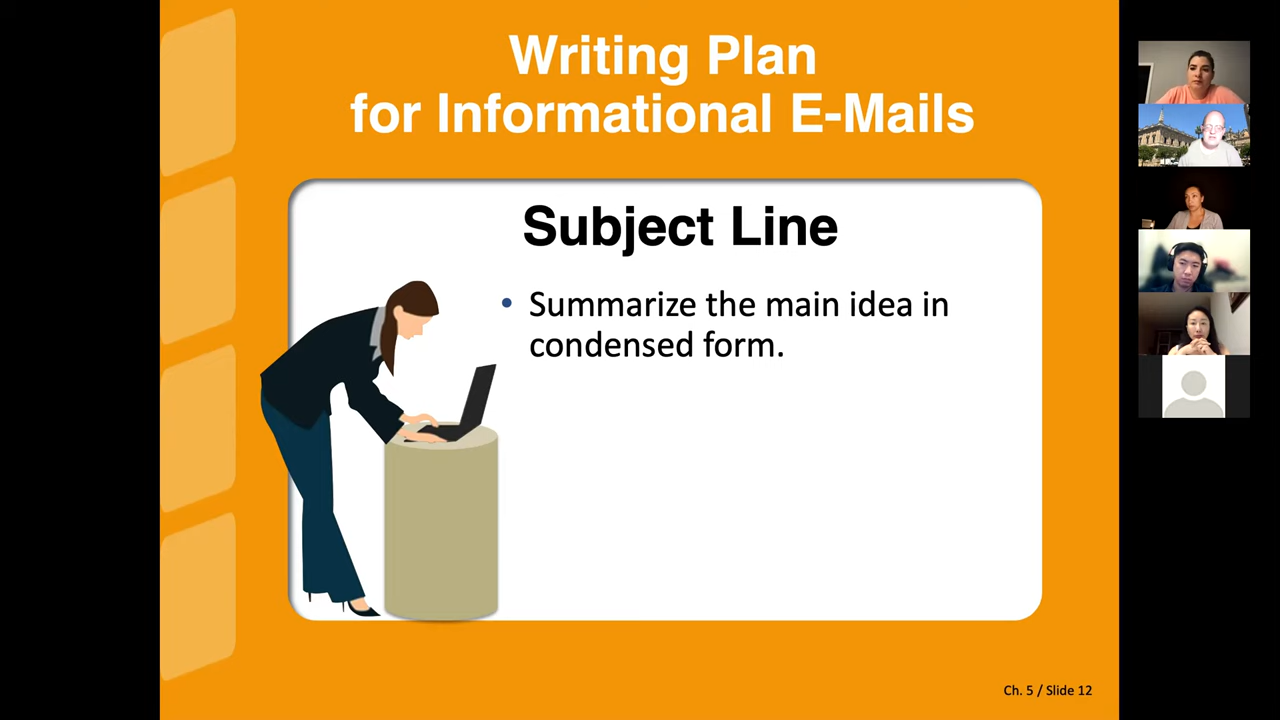 Writing Plan
for Informational E-Mails
Subject Line
• Summarize the main idea in
condensed form.
Ch. 5 / Slide 12